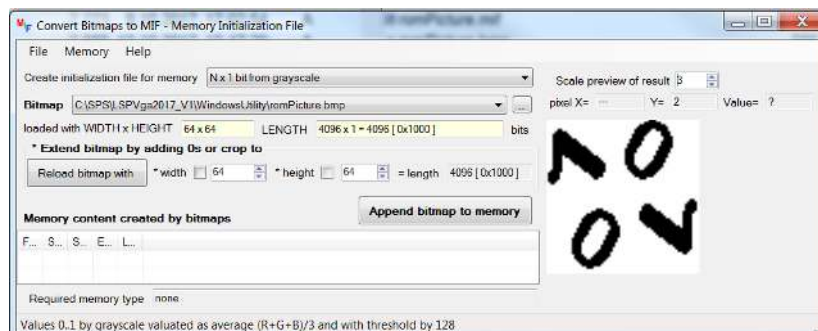 Convert Bitmaps to MIF - Memory Initialization File
File Memory Help
Create initialization file for memory N x 1 bit from grayscale
Scale preview of result 3
Bitmap C:\SPS\LSPVga2017_V1\WindowsUtility\romPicture.bmp ...
pixel X= --- Y= 2 Value= ?
loaded with WIDTH x HEIGHT 64 x 64 LENGTH 4096 x 1 = 4096 [ 0x1000 ] bits
* Extend bitmap by adding 0s or crop to
Reload bitmap with * width 64 * height 64 = length 4096 [ 0x1000 ]
Append bitmap to memory
Memory content created by bitmaps
F... S... S... E... L...
Required memory type none
Values 0..1 by grayscale valuated as average (R+G+B)/3 and with threshold by 128